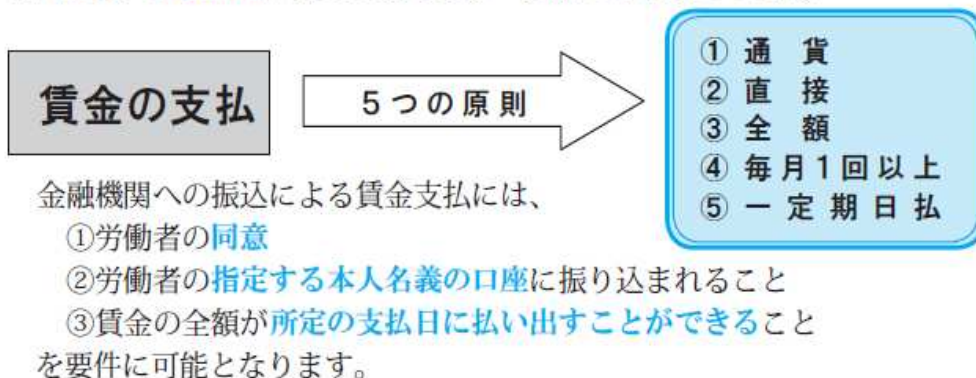 賃金の支払
5つの原則
① 通 貨
② 直 接
③ 全 額
④ 毎月1回以上
⑤ 一定期日払
金融機関への振込による賃金支払には、
①労働者の同意
②労働者の指定する本人名義の口座に振り込まれること
③賃金の全額が所定の支払日に払い出すことができること
を要件に可能となります。